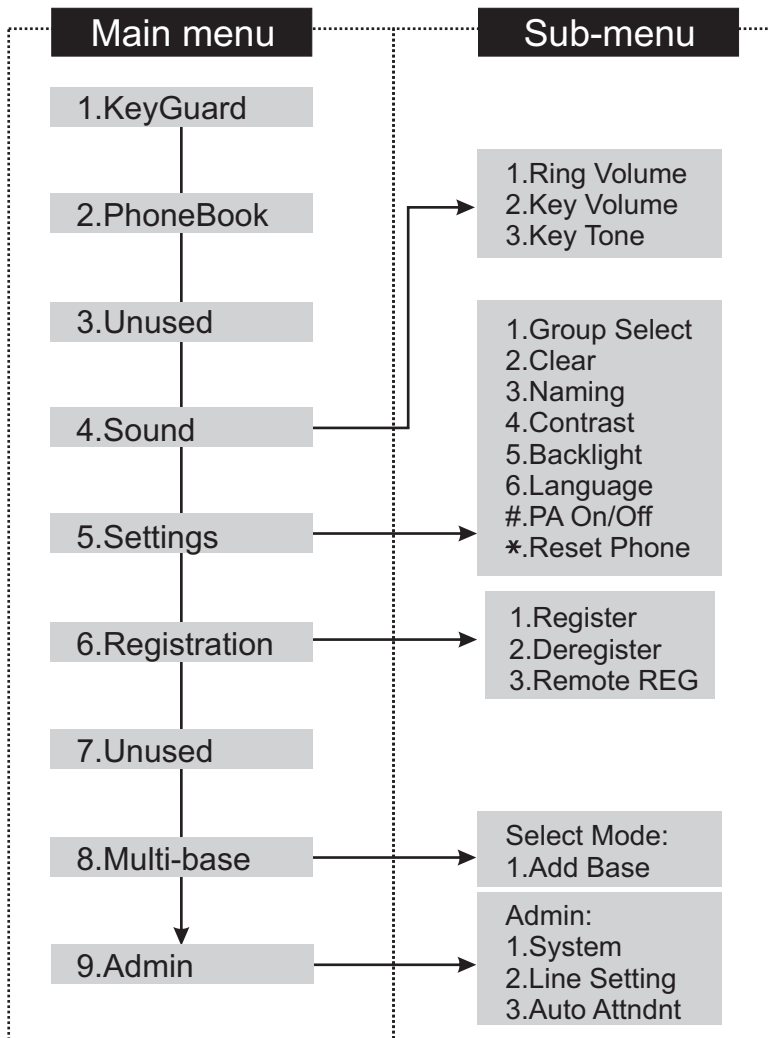 Main menu
Sub-menu
1.KeyGuard
2.PhoneBook
3.Unused
4.Sound
5.Settings
6.Registration
7.Unused
8.Multi-base
9.Admin
1.Ring Volume
2.Key Volume
3.Key Tone
1.Group Select
2.Clear
3.Naming
4.Contrast
5.Backlight
6.Language
#.PA On/Off
*.Reset Phone
1.Register
2.Deregister
3.Remote REG
Select Mode:
1.Add Base
Admin:
1.System
2.Line Setting
3.Auto Attndnt